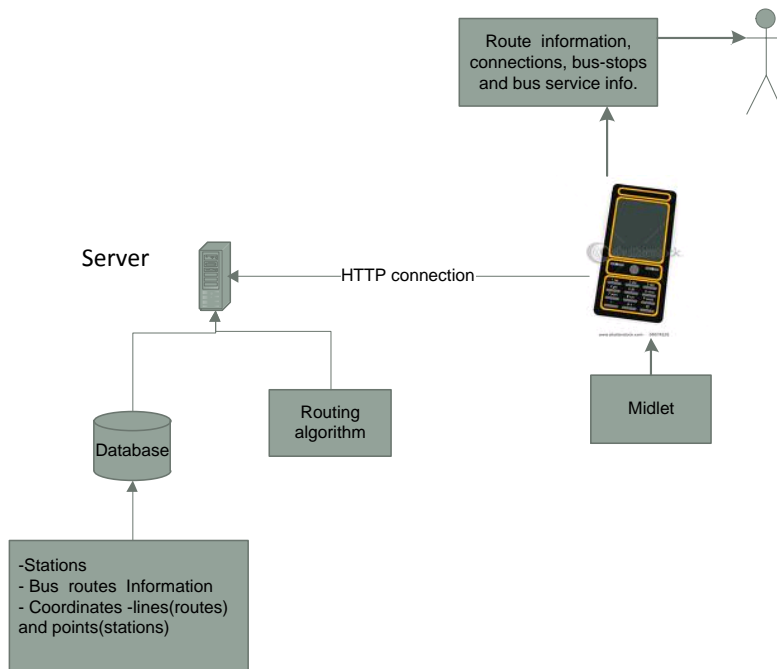 Route information,
connections, bus-stops
and bus service info.
Server
HTTP connection
Routing
algorithm
Midlet
Database
-Stations
- Bus routes Information
- Coordinates -lines(routes)
and points(stations)